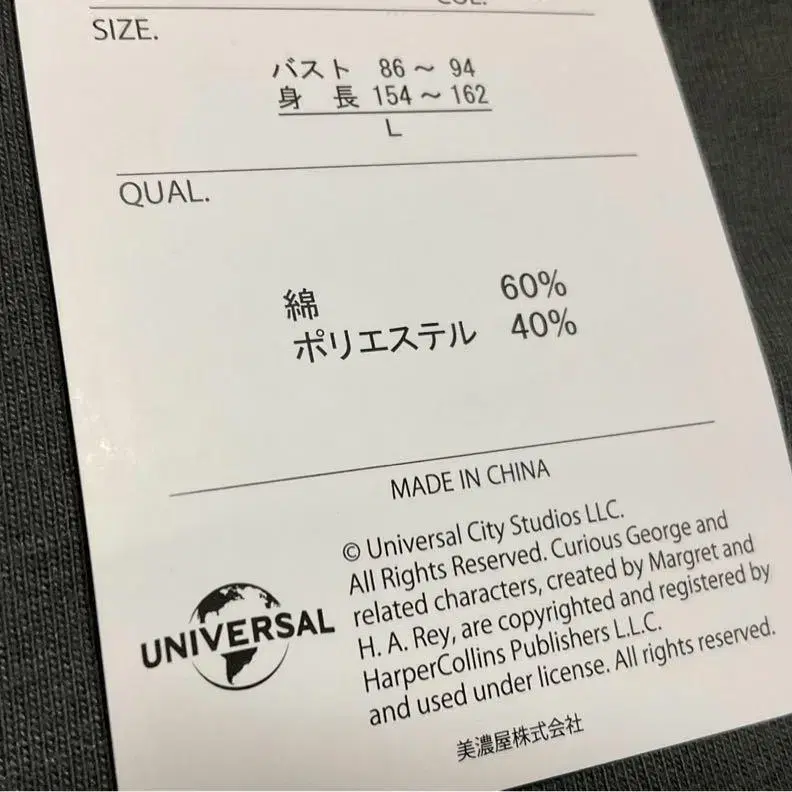 COL.
SIZE.
バスト 86～94
身 長 154～162
L
QUAL.
綿 60%
ポリエステル 40%
MADE IN CHINA
© Universal City Studios LLC.
All Rights Reserved. Curious George and
related characters, created by Margret and
H. A. Rey, are copyrighted and registered by
HarperCollins Publishers L.L.C.
and used under license. All rights reserved.
UNIVERSAL
美濃屋株式会社